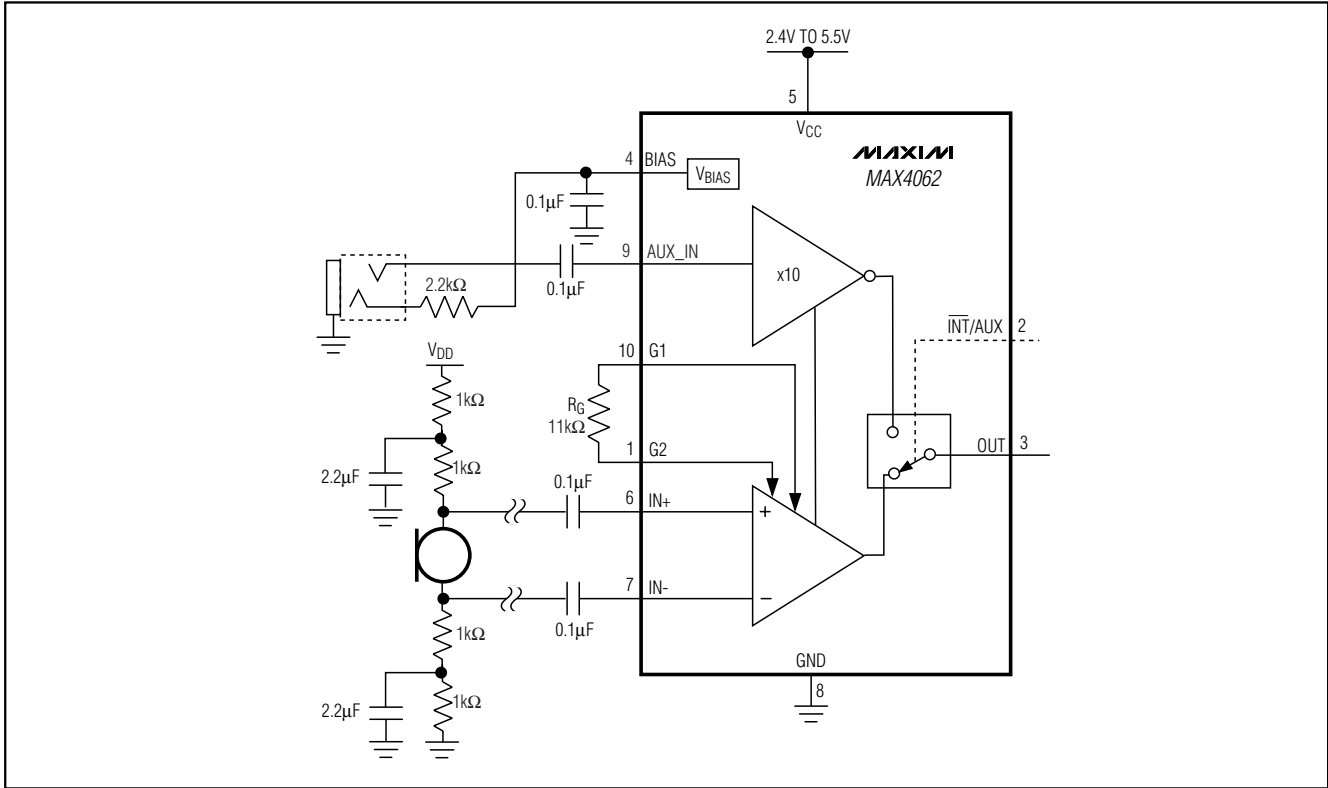 2.4V TO 5.5V
5
VCC
MAXIM
MAX4062
4 BIAS
VBIAS
0.1μF
9 AUX_IN
0.1μF
x10
2.2kΩ
INT/AUX 2
VDD
10 G1
1kΩ
RG
11kΩ
1 G2
OUT 3
1kΩ
2.2μF
0.1μF
6 IN+
+
7 IN-
−
0.1μF
1kΩ
GND
8
2.2μF
1kΩ